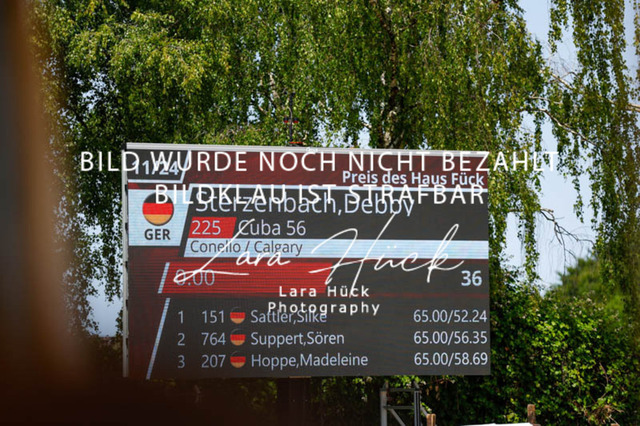 BILD WURDE NOCH NICHT BEZAHLT
11/24 Preis des Haus Fück
BILDKLAU IST STRAFBAR
Sterzenbach,Debby
GER 225 Cuba 56
Conello / Calgary
0.00 36
Lara Hück
Lara Hück
Photography
1 151 Sattler,Silke 65.00/52.24
2 764 Suppert,Sören 65.00/56.35
3 207 Hoppe,Madeleine 65.00/58.69